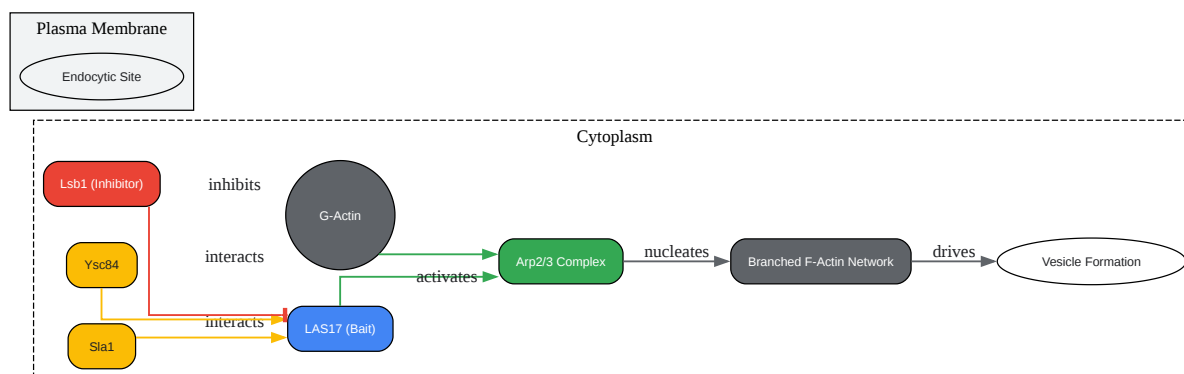 Plasma Membrane
Endocytic Site
Cytoplasm
Lsb1 (Inhibitor)
inhibits
G-Actin
Ysc84
interacts
activates
Arp2/3 Complex
nucleates
Branched F-Actin Network
drives
Vesicle Formation
Sla1
interacts
LAS17 (Bait)